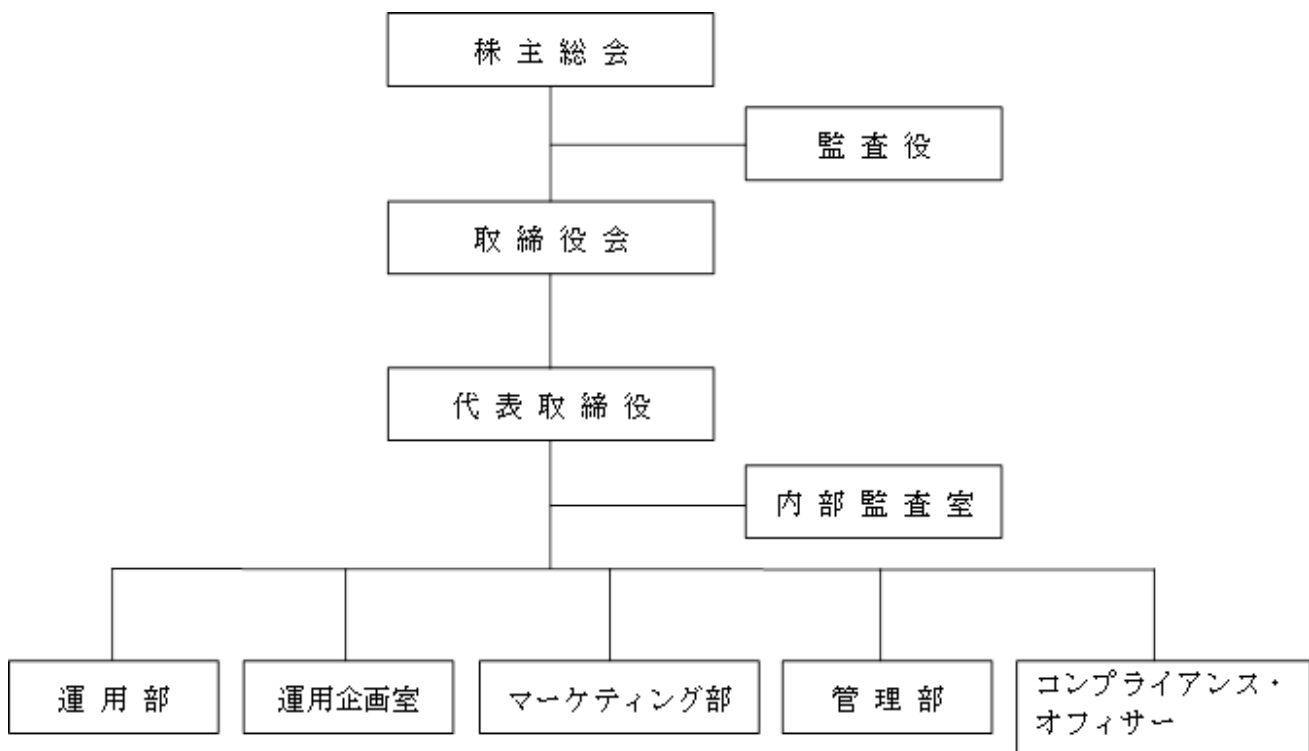 株主総会
監査役
取締役会
代表取締役
内部監査室
運用部
運用企画室
マーケティング部
管理部
コンプライアンス・
オフィサー